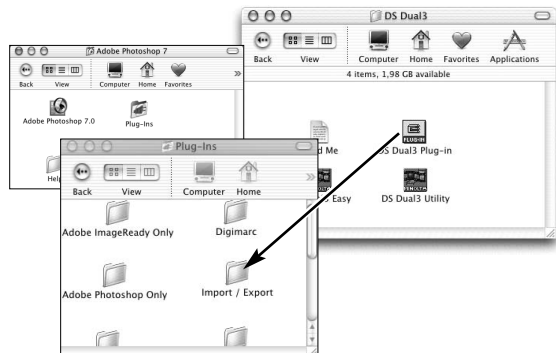 DS Dual3
Back View Computer Home Favorites Applications
4 items, 1,98 GB available
d Me
DS Dual3 Plug-in
PLUG-IN
Easy
DS Dual3 Utility
Adobe Photoshop 7
Back View Computer Home Favorites
Adobe Photoshop 7.0
Plug-Ins
Help
Plug-Ins
Back View Computer Home
Adobe ImageReady Only
Digimarc
Adobe Photoshop Only
Import / Export